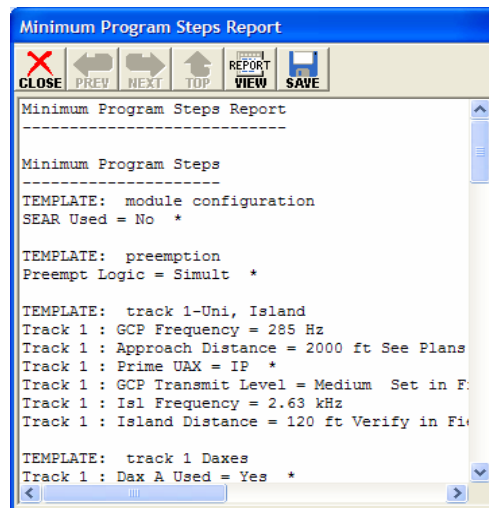 Minimum Program Steps Report
CLOSE PREV NEXT TOP REPORT VIEW SAVE
Minimum Program Steps Report
----------------------------
Minimum Program Steps
---------------------
TEMPLATE:  module configuration
SEAR Used = No  *
TEMPLATE:  preemption
Preempt Logic = Simult  *
TEMPLATE:  track 1-Uni, Island
Track 1 : GCP Frequency = 285 Hz
Track 1 : Approach Distance = 2000 ft See Plans
Track 1 : Prime UAX = IP  *
Track 1 : GCP Transmit Level = Medium  Set in
Track 1 : Isl Frequency = 2.63 kHz
Track 1 : Island Distance = 120 ft Verify in
TEMPLATE:  track 1 Daxes
Track 1 : Dax A Used = Yes  *